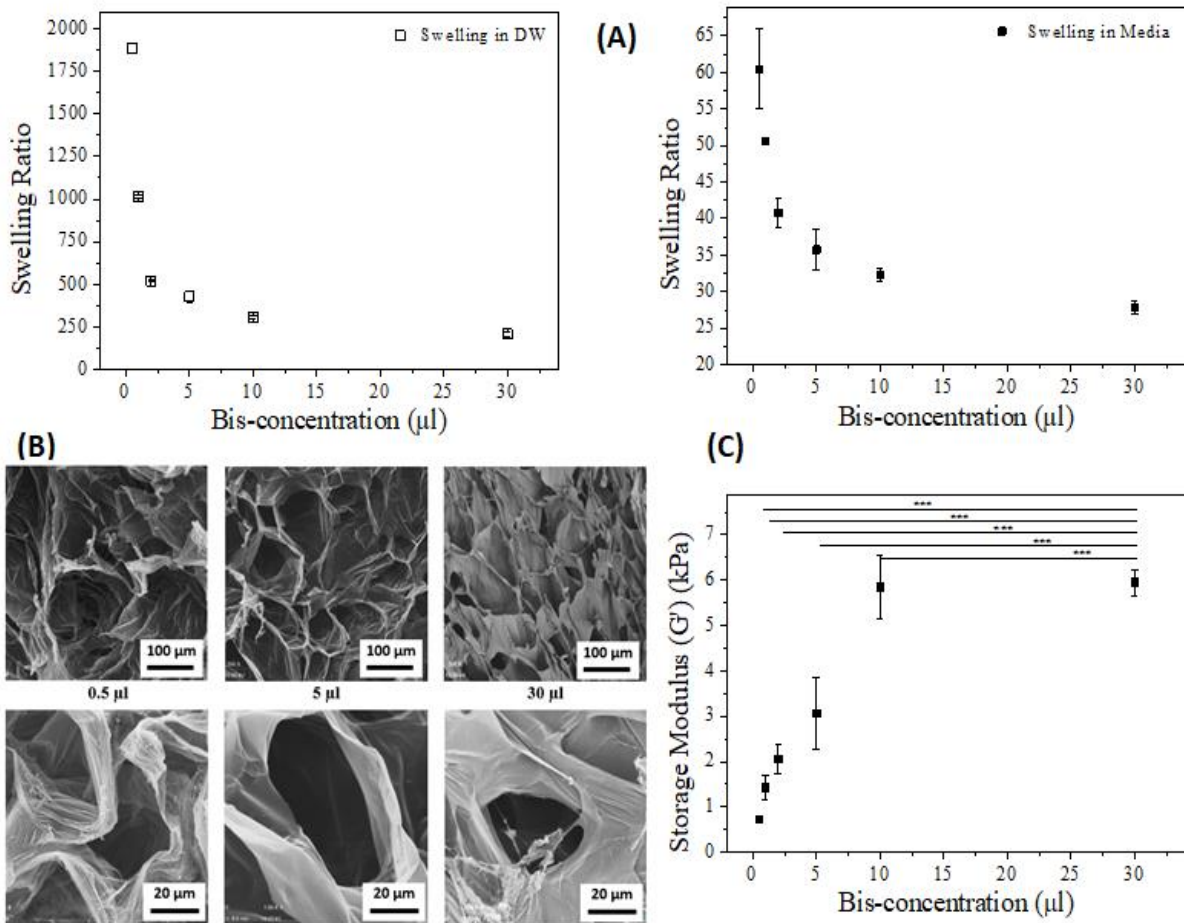 2000
1750
1500
1250
1000
750
500
250
0
Swelling Ratio
Swelling in DW
0 5 10 15 20 25 30
Bis-concentration (µl)
(A)
65
60
55
50
45
40
35
30
25
20
Swelling Ratio
Swelling in Media
0 5 10 15 20 25 30
Bis-concentration (µl)
(B)
100 µm 100 µm 100 µm
0.5 µl 5 µl 30 µl
20 µm 20 µm 20 µm
(C)
7
6
5
4
3
2
1
0
Storage Modulus (G') (kPa)
***
***
***
***
***
0 5 10 15 20 25 30
Bis-concentration (µl)